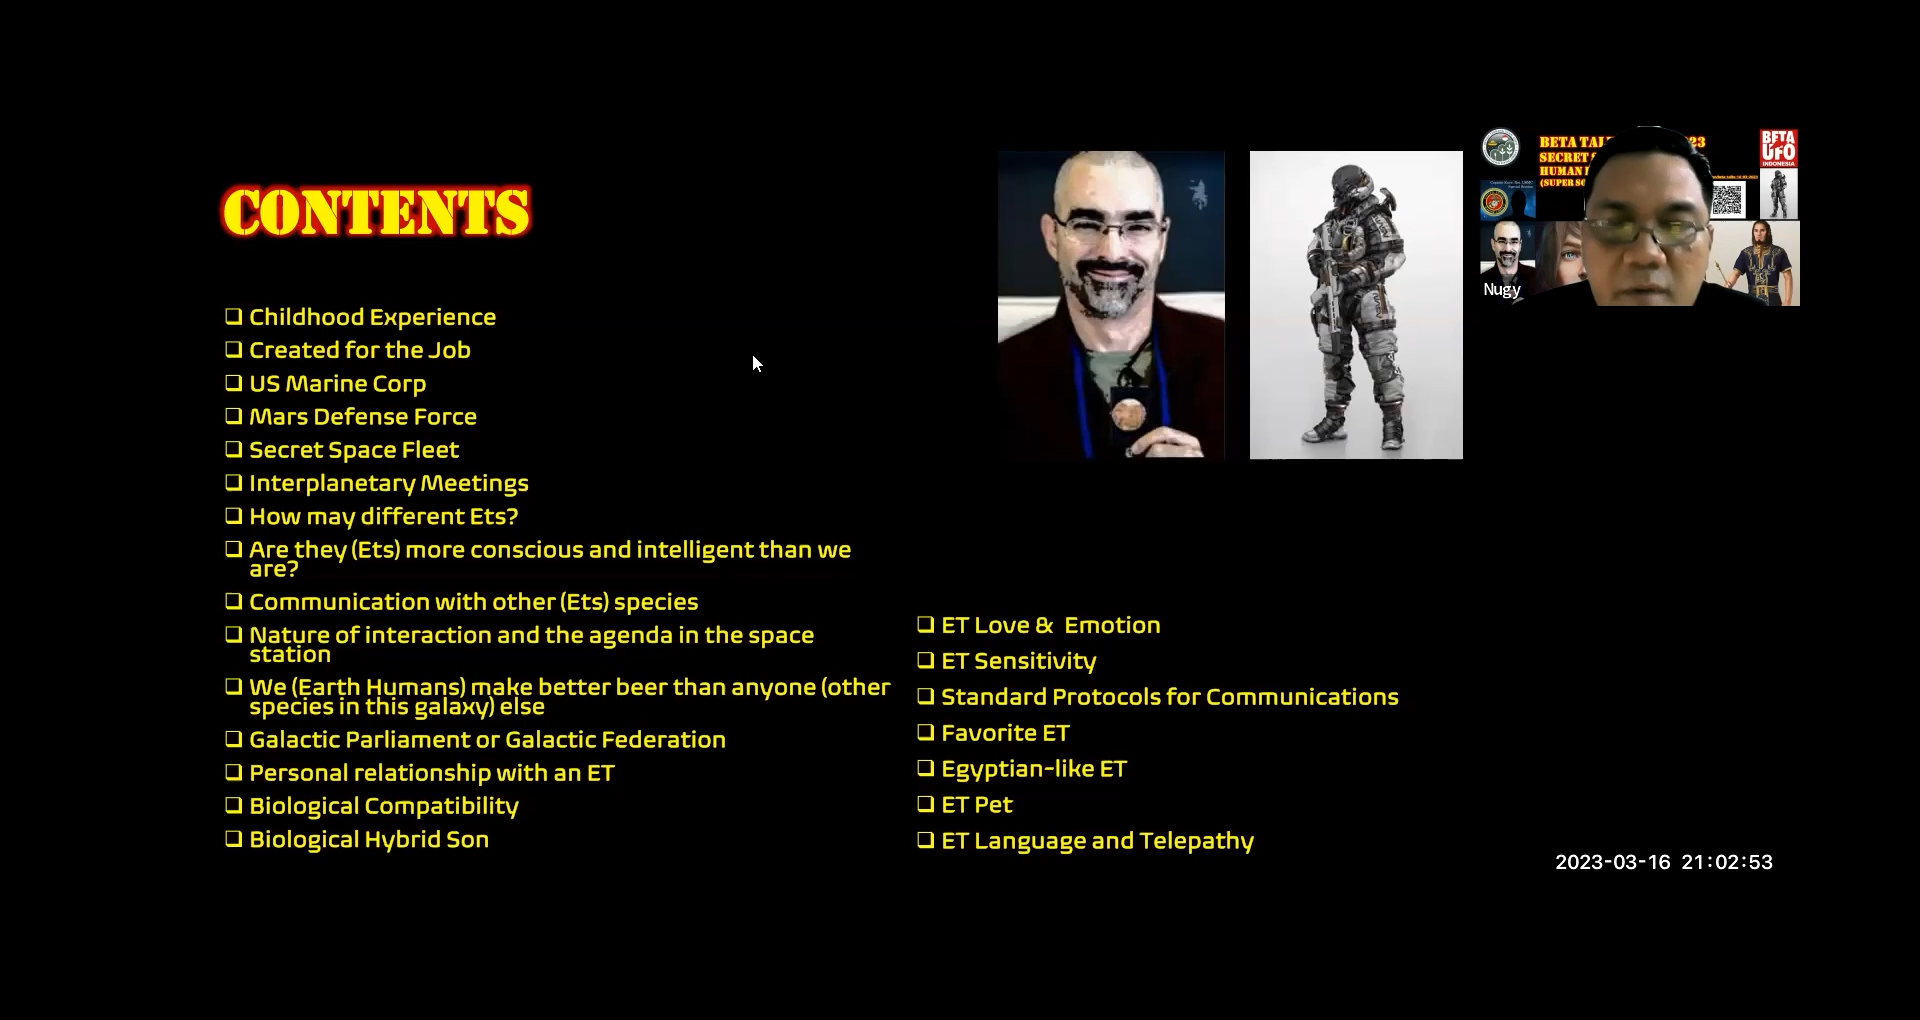 CONTENTS
❑ Childhood Experience
❑ Created for the Job
❑ US Marine Corp
❑ Mars Defense Force
❑ Secret Space Fleet
❑ Interplanetary Meetings
❑ How may different Ets?
❑ Are they (Ets) more conscious and intelligent than we
are?
❑ Communication with other (Ets) species
❑ Nature of interaction and the agenda in the space
station
❑ We (Earth Humans) make better beer than anyone (other
species in this galaxy) else
❑ Galactic Parliament or Galactic Federation
❑ Personal relationship with an ET
❑ Biological Compatibility
❑ Biological Hybrid Son
❑ ET Love &  Emotion
❑ ET Sensitivity
❑ Standard Protocols for Communications
❑ Favorite ET
❑ Egyptian-like ET
❑ ET Pet
❑ ET Language and Telepathy
BETA 23
SECRET
HUMAN
(SUPER
BETA
UFO
INDONESIA
Nugy
2023-03-16 21:02:53